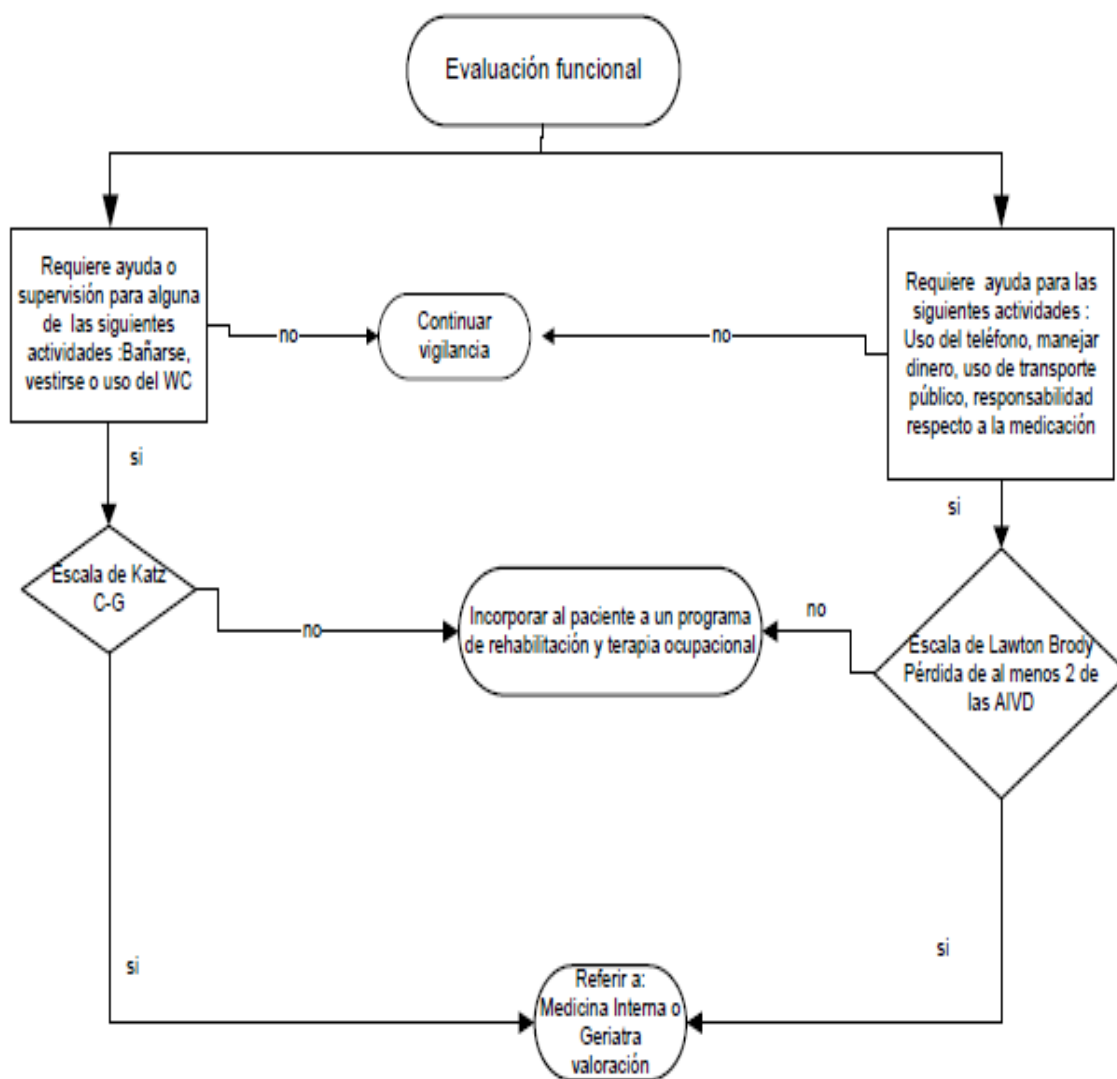 Evaluación funcional
Requiere ayuda o
supervisión para alguna
de las siguientes
actividades :Bañarse,
vestirse o uso del WC
no
Continuar
vigilancia
no
Requiere ayuda para las
siguientes actividades :
Uso del teléfono, manejar
dinero, uso de transporte
público, responsabilidad
respecto a la medicación
si
si
Escala de Katz
C-G
no
Incorporar al paciente a un programa
de rehabilitación y terapia ocupacional
no
Escala de Lawton Brody
Pérdida de al menos 2 de
las AIVD
si
si
Referir a:
Medicina Interna o
Geriatra
valoración